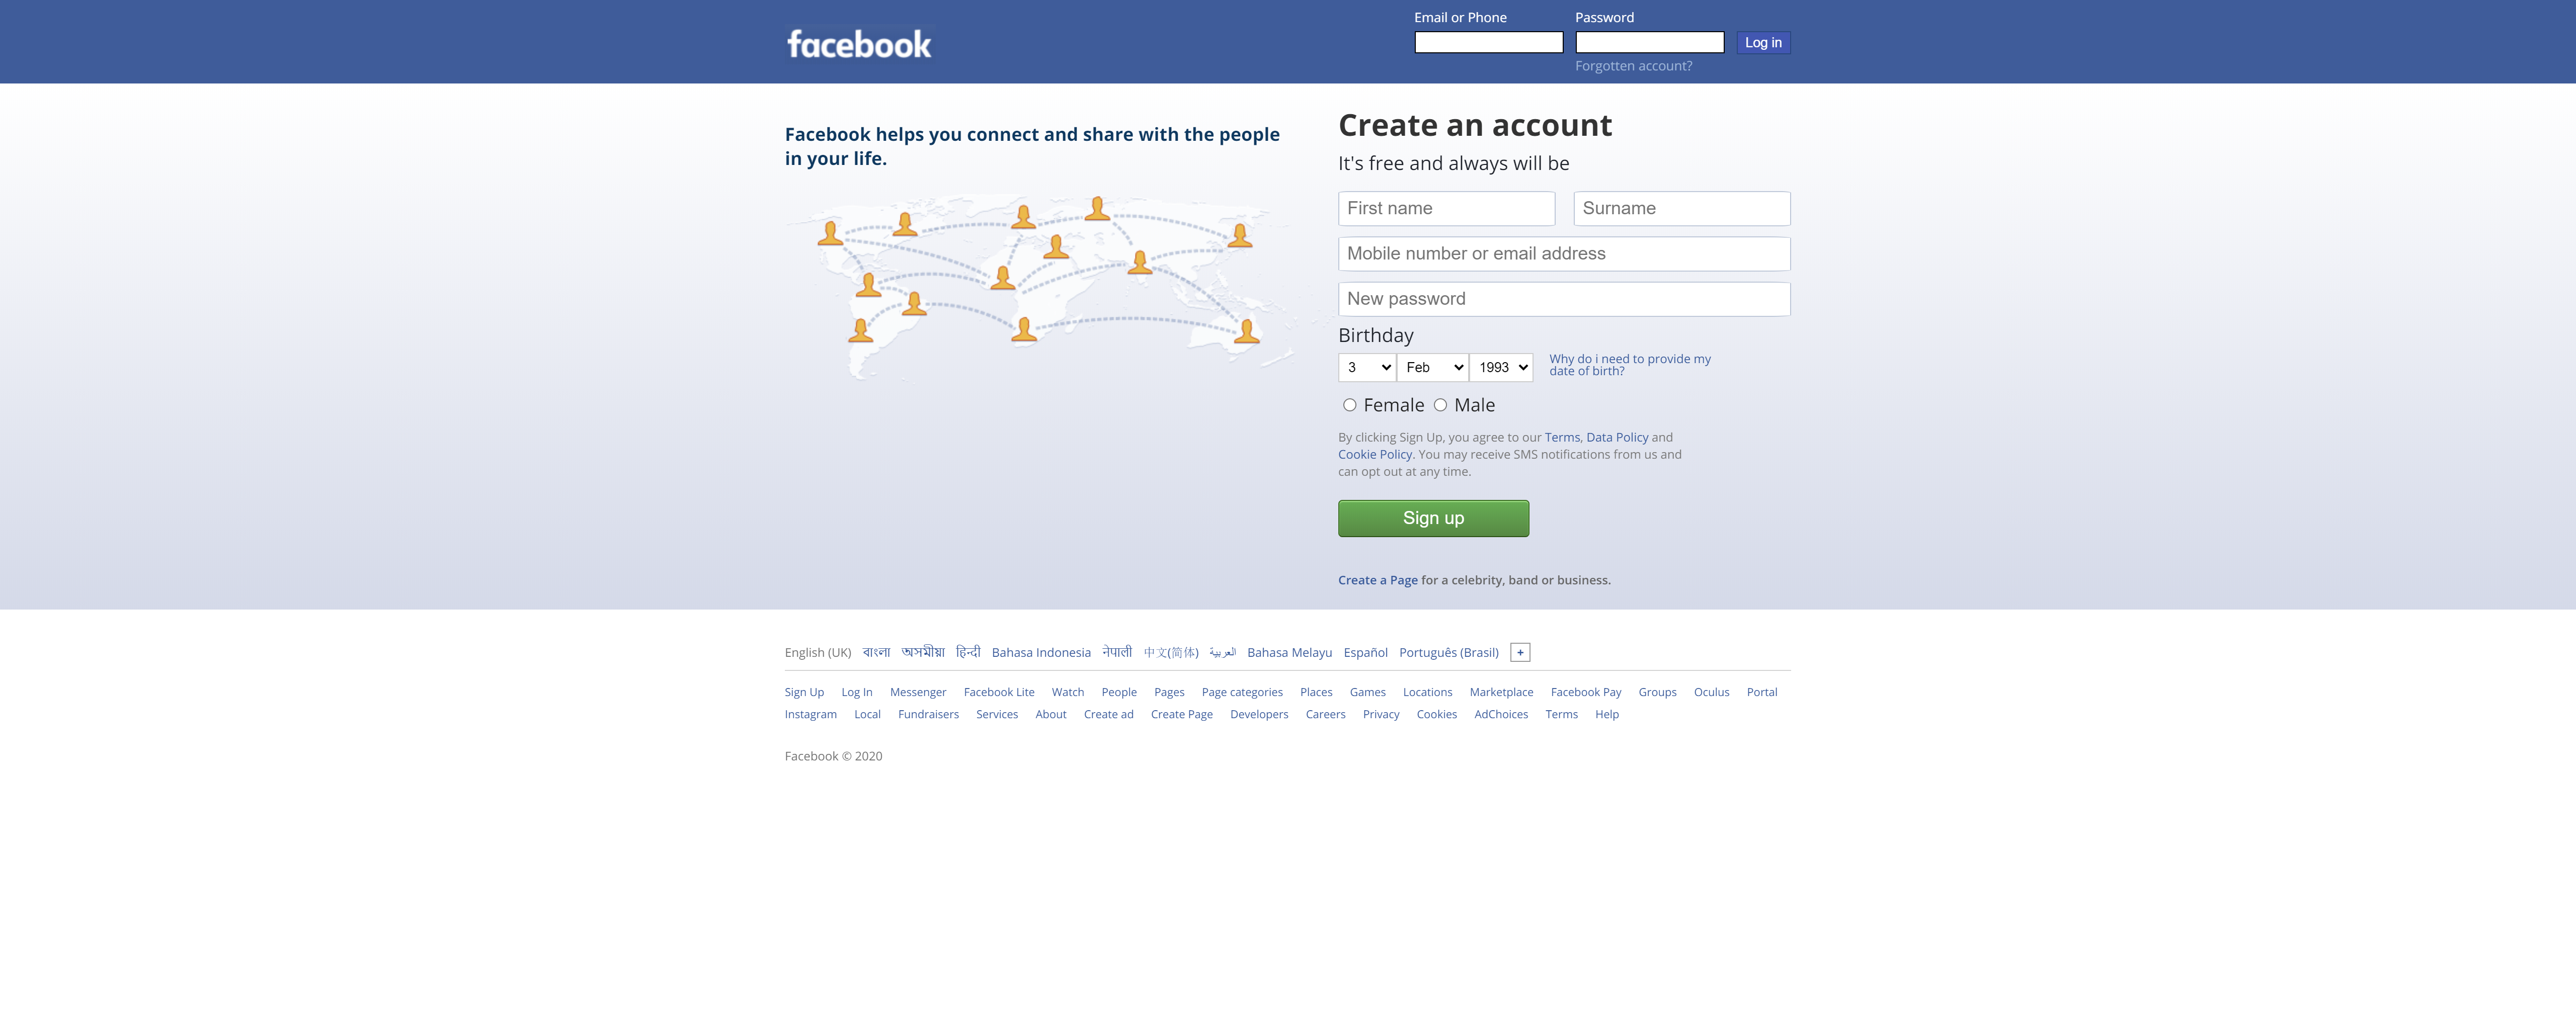 facebook
Email or Phone
Password
Log in
Forgotten account?
Facebook helps you connect and share with the people
in your life.
Create an account
It's free and always will be
First name
Surname
Mobile number or email address
New password
Birthday
3
Feb
1993
Why do i need to provide my
date of birth?
Female
Male
By clicking Sign Up, you agree to our Terms, Data Policy and
Cookie Policy. You may receive SMS notifications from us and
can opt out at any time.
Sign up
Create a Page for a celebrity, band or business.
English (UK) বাংলা অসমীয়া हिन्दी Bahasa Indonesia नेपाली 中文(简体) العربية Bahasa Melayu Español Português (Brasil) +
Sign Up Log In Messenger Facebook Lite Watch People Pages Page categories Places Games Locations Marketplace Facebook Pay Groups Oculus Portal
Instagram Local Fundraisers Services About Create ad Create Page Developers Careers Privacy Cookies AdChoices Terms Help
Facebook © 2020